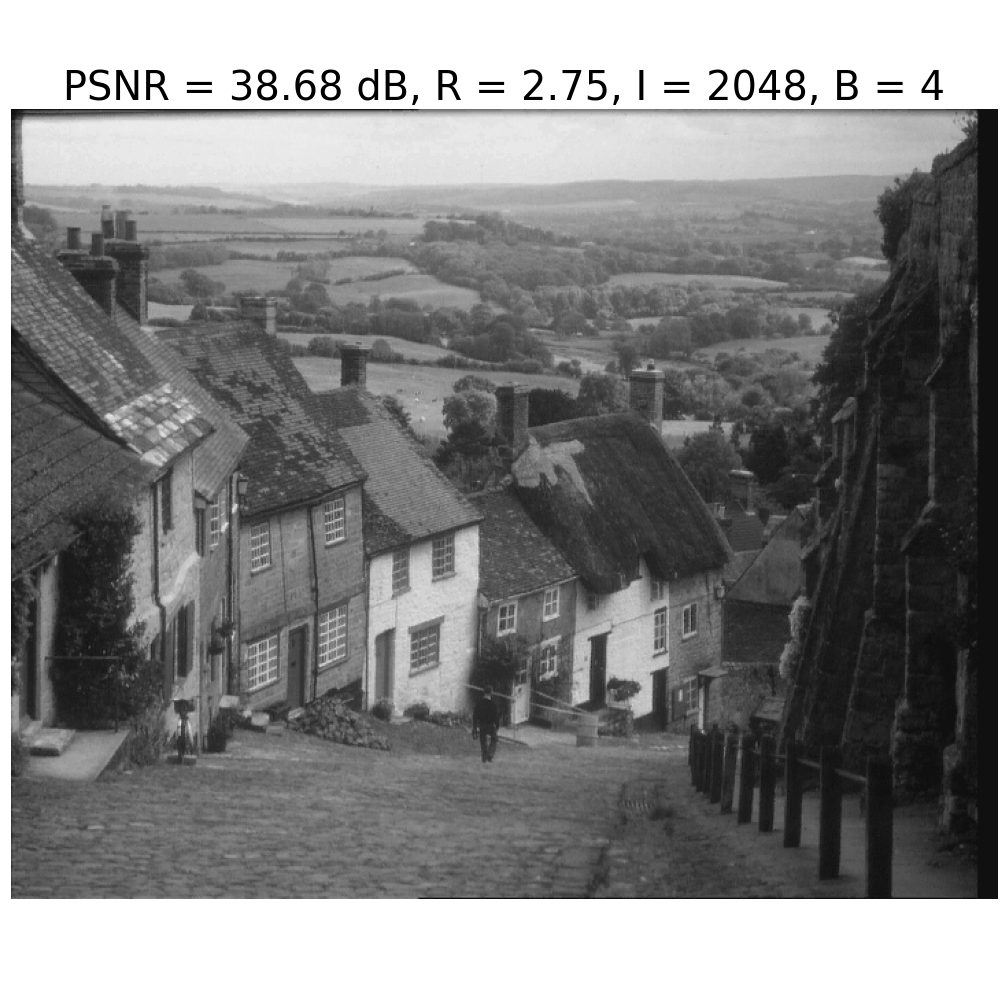 PSNR = 38.68 dB, R = 2.75, I = 2048, B = 4